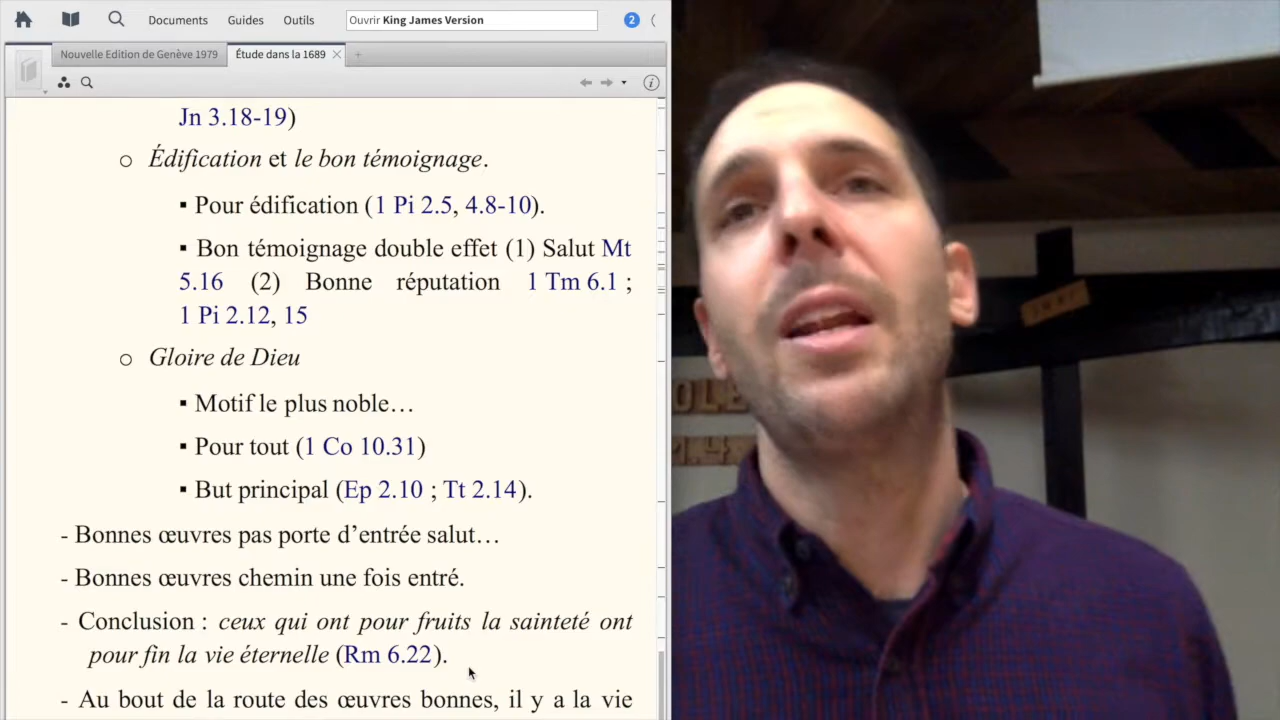 Documents Guides Outils Ouvrir King James Version 2
Nouvelle Edition de Genève 1979 Étude dans la 1689
Jn 3.18-19)
○ Édification et le bon témoignage.
▪ Pour édification (1 Pi 2.5, 4.8-10).
▪ Bon témoignage double effet (1) Salut Mt
5.16 (2) Bonne réputation 1 Tm 6.1 ;
1 Pi 2.12, 15
○ Gloire de Dieu
▪ Motif le plus noble…
▪ Pour tout (1 Co 10.31)
▪ But principal (Ep 2.10 ; Tt 2.14).
- Bonnes œuvres pas porte d’entrée salut…
- Bonnes œuvres chemin une fois entré.
- Conclusion : ceux qui ont pour fruits la sainteté ont
pour fin la vie éternelle (Rm 6.22).
- Au bout de la route des œuvres bonnes, il y a la vie